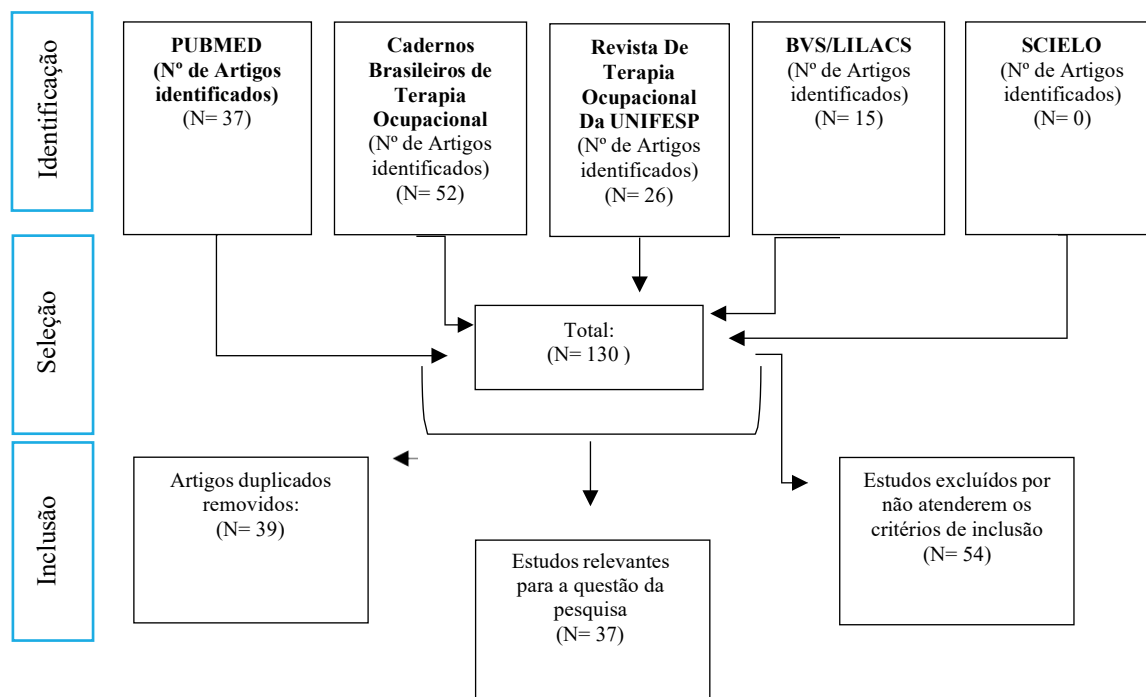 Identificação
PUBMED
(Nº de Artigos
identificados)
(N= 37)
Cadernos
Brasileiros de
Terapia
Ocupacional
(Nº de Artigos
identificados)
(N= 52)
Revista De
Terapia
Ocupacional
Da UNIFESP
(Nº de Artigos
identificados)
(N= 26)
BVS/LILACS
(Nº de Artigos
identificados)
(N= 15)
SCIELO
(Nº de Artigos
identificados)
(N= 0)
Seleção
Total:
(N= 130 )
Inclusão
Artigos duplicados
removidos:
(N= 39)
Estudos relevantes
para a questão da
pesquisa
(N= 37)
Estudos excluídos por
não atenderem os
critérios de inclusão
(N= 54)